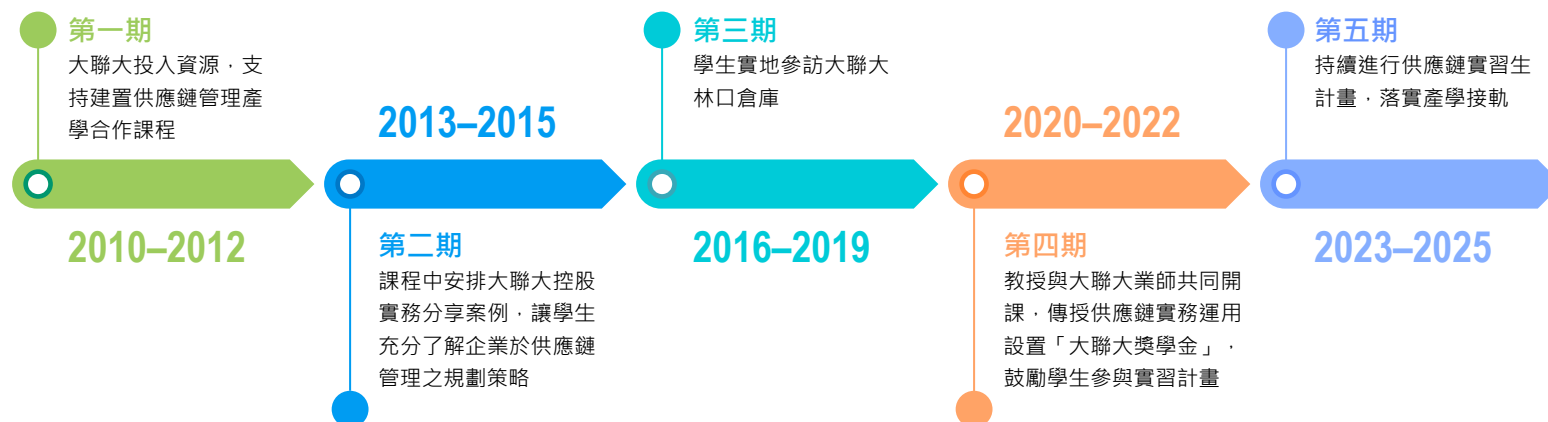 第一期
大聯大投入資源，支
持建置供應鏈管理產
學合作課程
2010–2012
2013–2015
第二期
課程中安排大聯大控股
實務分享案例，讓學生
充分了解企業於供應鏈
管理之規劃策略
第三期
學生實地參訪大聯大
林口倉庫
2016–2019
2020–2022
第四期
教授與大聯大業師共同開
課，傳授供應鏈實務運用
設置「大聯大獎學金」，
鼓勵學生參與實習計畫
第五期
持續進行供應鏈實習生
計畫，落實產學接軌
2023–2025